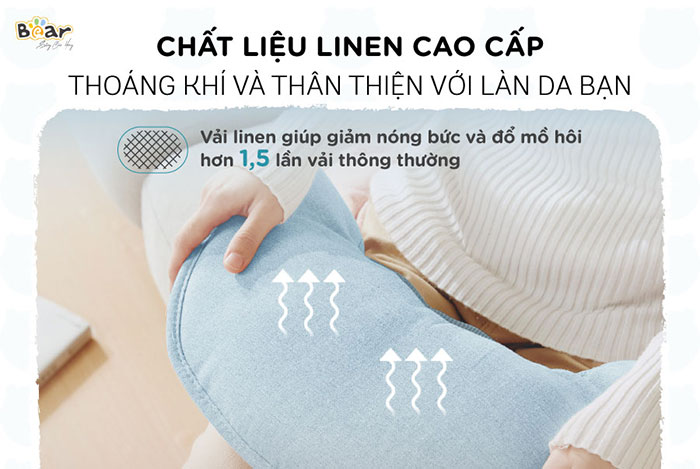 Bear
CHẤT LIỆU LINEN CAO CẤP
THOÁNG KHÍ VÀ THÂN THIỆN VỚI LÀN DA BẠN
Vải linen giúp giảm nóng bức và đổ mồ hôi
hơn 1,5 lần vải thông thường